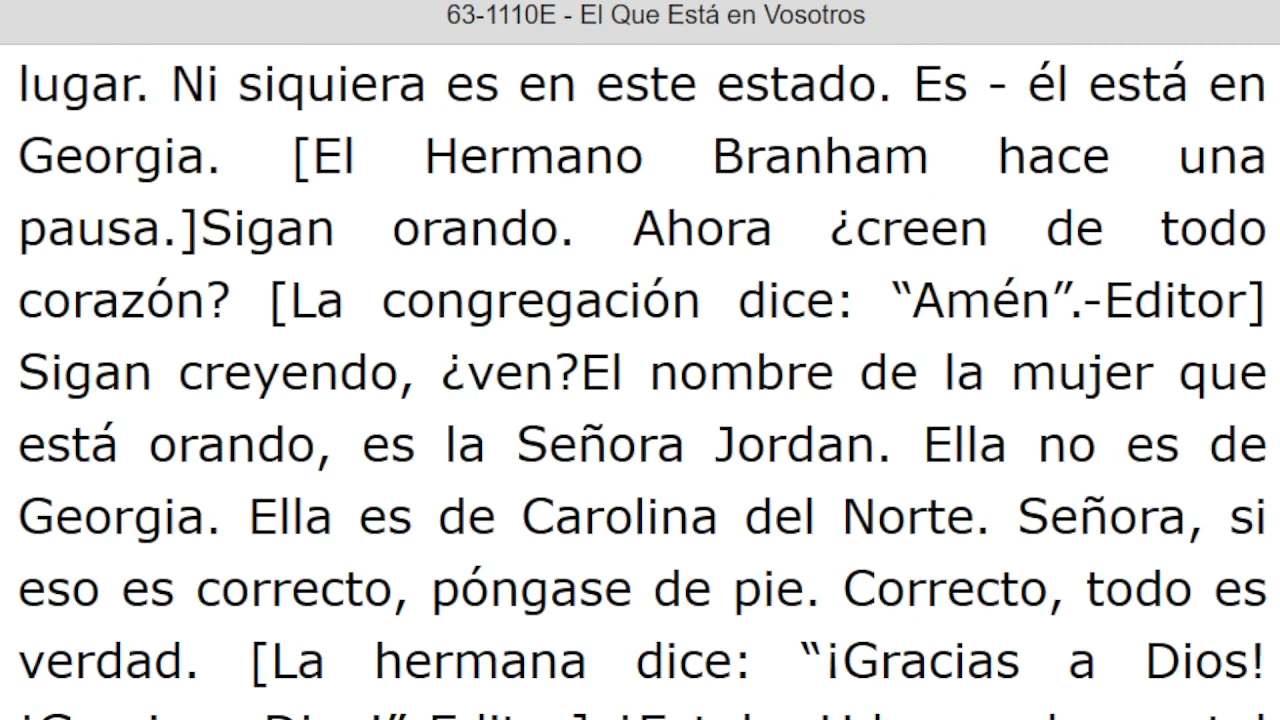 63-1110E - El Que Está en Vosotros
lugar. Ni siquiera es en este estado. Es - él está en
Georgia. [El Hermano Branham hace una
pausa.]Sigan orando. Ahora ¿creen de todo
corazón? [La congregación dice: “Amén”.-Editor]
Sigan creyendo, ¿ven?El nombre de la mujer que
está orando, es la Señora Jordan. Ella no es de
Georgia. Ella es de Carolina del Norte. Señora, si
eso es correcto, póngase de pie. Correcto, todo es
verdad. [La hermana dice: “¡Gracias a Dios!